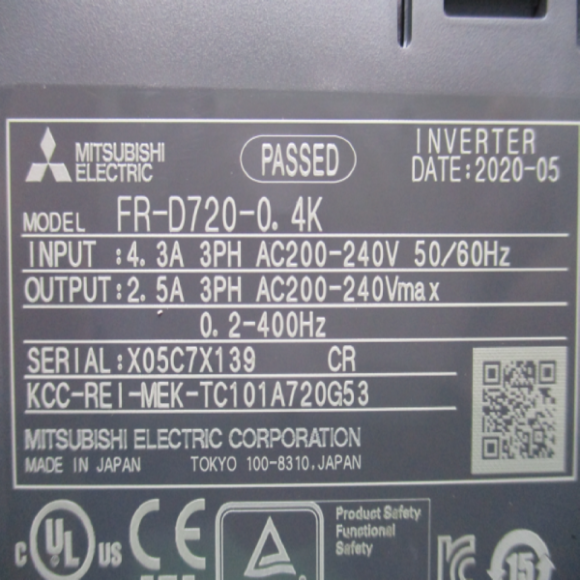 MITSUBISHI
ELECTRIC
PASSED
INVERTER
DATE:2020-05
MODEL FR-D720-0.4K
INPUT :4.3A 3PH AC200-240V 50/60Hz
OUTPUT:2.5A 3PH AC200-240Vmax
0.2-400Hz
SERIAL:X05C7X139 CR
KCC-REI-MEK-TC101A720G53
MITSUBISHI ELECTRIC CORPORATION
MADE IN JAPAN TOKYO 100-8310,JAPAN
c UL US CE
Product Safety
Functional
Safety
15